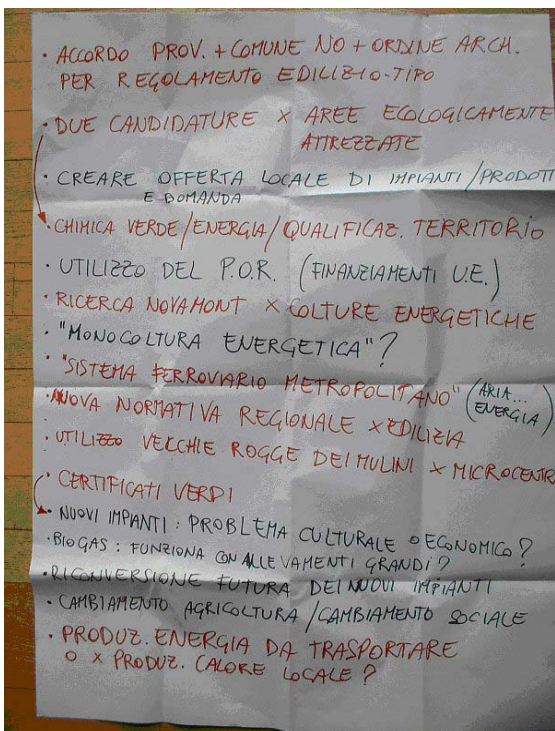 · ACCORDO PROV. + COMUNE NO + ORDINE ARCH.
PER REGOLAMENTO EDILIZIO-TIPO
· DUE CANDIDATURE × AREE ECOLOGICAMENTE
ATTREZZATE
· CREARE OFFERTA LOCALE DI IMPIANTI/PRODOTTI
E DOMANDA
· CHIMICA VERDE/ENERGIA/QUALIFICAZ. TERRITORIO
· UTILIZZO DEL P.O.R. (FINANZIAMENTI U.E.)
· RICERCA NOVAMONT × COLTURE ENERGETICHE
· "MONOCOLTURA ENERGETICA"?
· "SISTEMA FERROVIARIO METROPOLITANO" (ARIA...
ENERGIA)
· NUOVA NORMATIVA REGIONALE × EDILIZIA
· UTILIZZO VECCHIE ROGGE DEI MULINI × MICROCENTR
· CERTIFICATI VERDI
· NUOVI IMPIANTI: PROBLEMA CULTURALE O ECONOMICO?
· BIOGAS: FUNZIONA CON ALLEVAMENTI GRANDI?
· RICONVERSIONE FUTURA DEI NUOVI IMPIANTI
· CAMBIAMENTO AGRICOLTURA/CAMBIAMENTO SOCIALE
· PRODUZ. ENERGIA DA TRASPORTARE
O × PRODUZ. CALORE LOCALE?